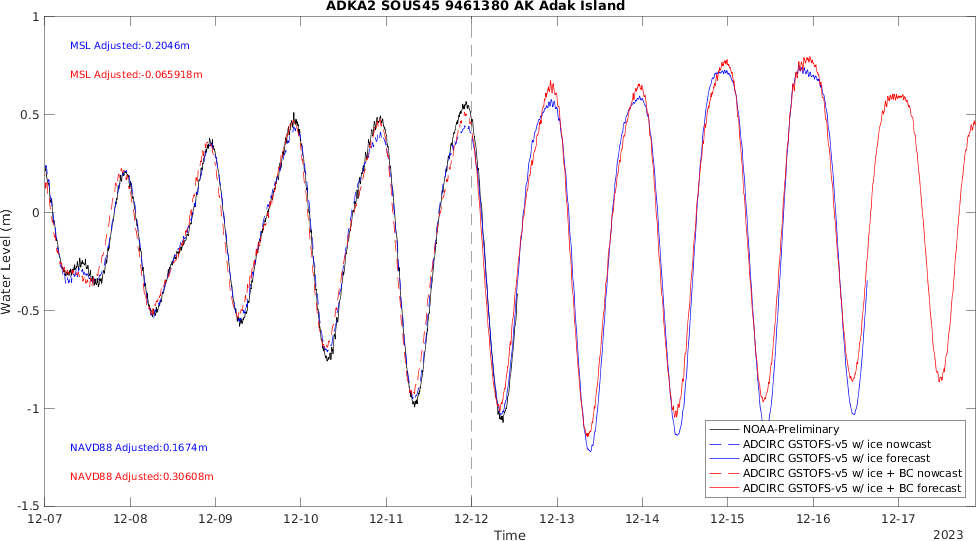 ADKA2 SOUS45 9461380 AK Adak Island
MSL Adjusted:-0.2046m
MSL Adjusted:-0.065918m
1
0.5
0
-0.5
-1
-1.5
Water Level (m)
NAVD88 Adjusted:0.1674m
NAVD88 Adjusted:0.30608m
NOAA-Preliminary
ADCIRC GSTOFS-v5 w/ ice nowcast
ADCIRC GSTOFS-v5 w/ ice forecast
ADCIRC GSTOFS-v5 w/ ice + BC nowcast
ADCIRC GSTOFS-v5 w/ ice + BC forecast
12-07 12-08 12-09 12-10 12-11 12-12 12-13 12-14 12-15 12-16 12-17
Time
2023